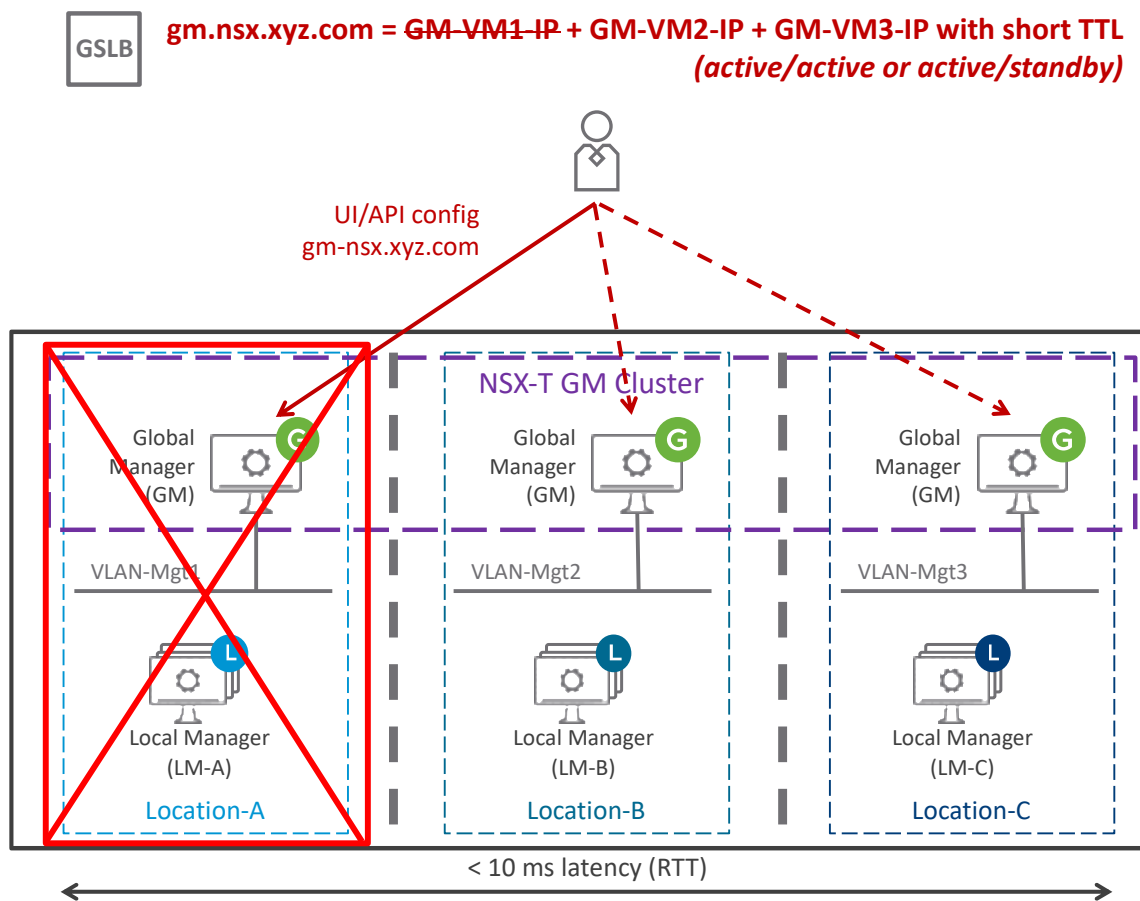 GSLB
gm.nsx.xyz.com = GM-VM1-IP + GM-VM2-IP + GM-VM3-IP with short TTL
(active/active or active/standby)
UI/API config
gm-nsx.xyz.com
NSX-T GM Cluster
Global
Manager
(GM)
G
Global
Manager
(GM)
G
Global
Manager
(GM)
G
VLAN-Mgt1
VLAN-Mgt2
VLAN-Mgt3
L
Local Manager
(LM-A)
L
Local Manager
(LM-B)
L
Local Manager
(LM-C)
Location-A
Location-B
Location-C
< 10 ms latency (RTT)